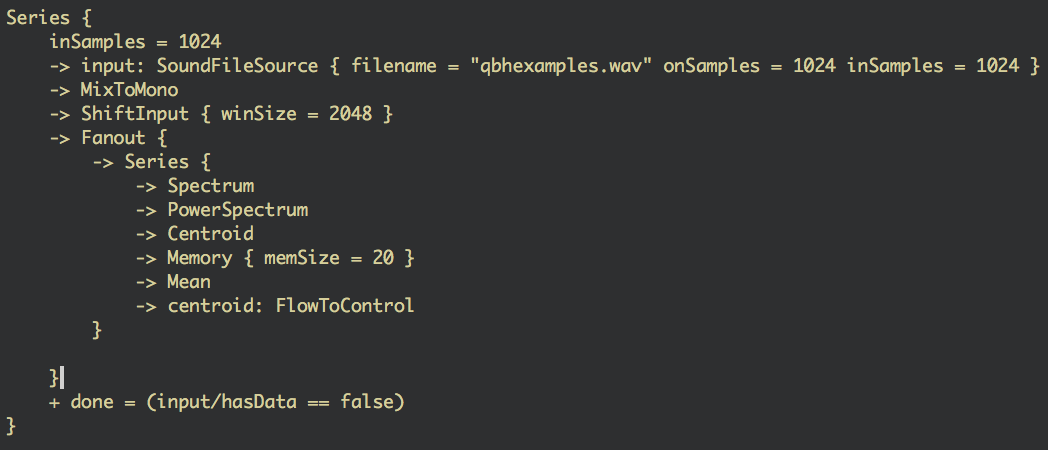 Series {
    inSamples = 1024
    -> input: SoundFileSource { filename = "qbhexamples.wav" onSamples = 1024 inSamples = 1024 }
    -> MixToMono
    -> ShiftInput { winSize = 2048 }
    -> Fanout {
        -> Series {
            -> Spectrum
            -> PowerSpectrum
            -> Centroid
            -> Memory { memSize = 20 }
            -> Mean
            -> centroid: FlowToControl
        }
    }
    + done = (input/hasData == false)
}